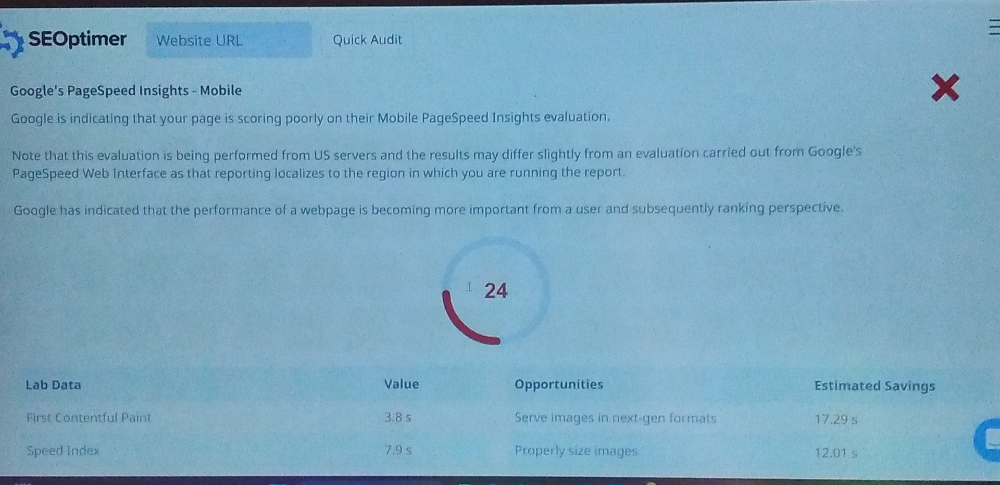 SEOptimer
Website URL
Quick Audit
Google's PageSpeed Insights - Mobile
Google is indicating that your page is scoring poorly on their Mobile PageSpeed Insights evaluation.
Note that this evaluation is being performed from US servers and the results may differ slightly from an evaluation carried out from Google's
PageSpeed Web Interface as that reporting localizes to the region in which you are running the report.
Google has indicated that the performance of a webpage is becoming more important from a user and subsequently ranking perspective.
24
Lab Data Value Opportunities Estimated Savings
First Contentful Paint 3.8 s Serve images in next-gen formats 17.29 s
Speed Index 7.9 s Properly size images 12.01 s